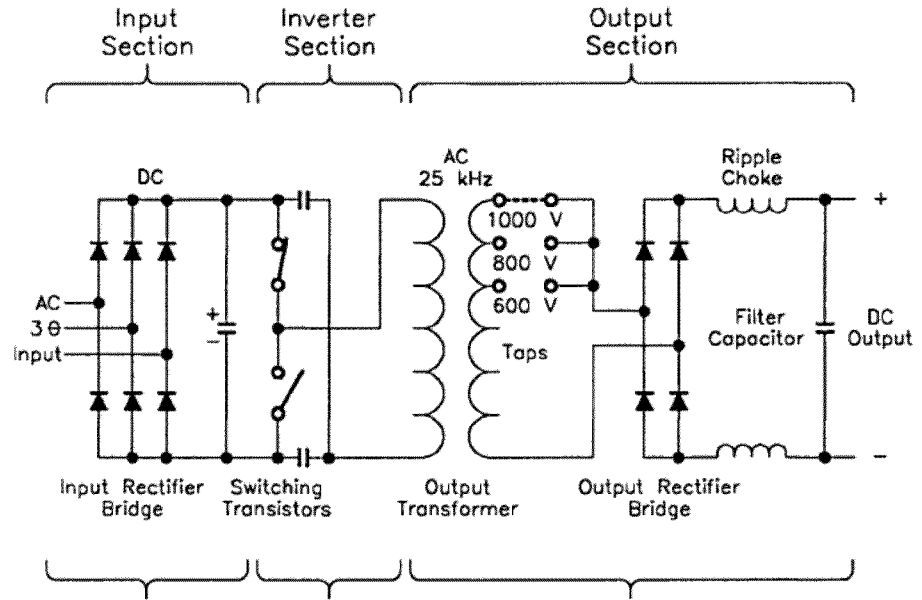 Input
Section
Inverter
Section
Output
Section
DC
AC
25 kHz
Ripple
Choke
1000 V
800 V
600 V
+
AC
3 θ
Input
+
−
Taps
Filter
Capacitor
DC
Output
−
Input Rectifier
Bridge
Switching
Transistors
Output
Transformer
Output Rectifier
Bridge